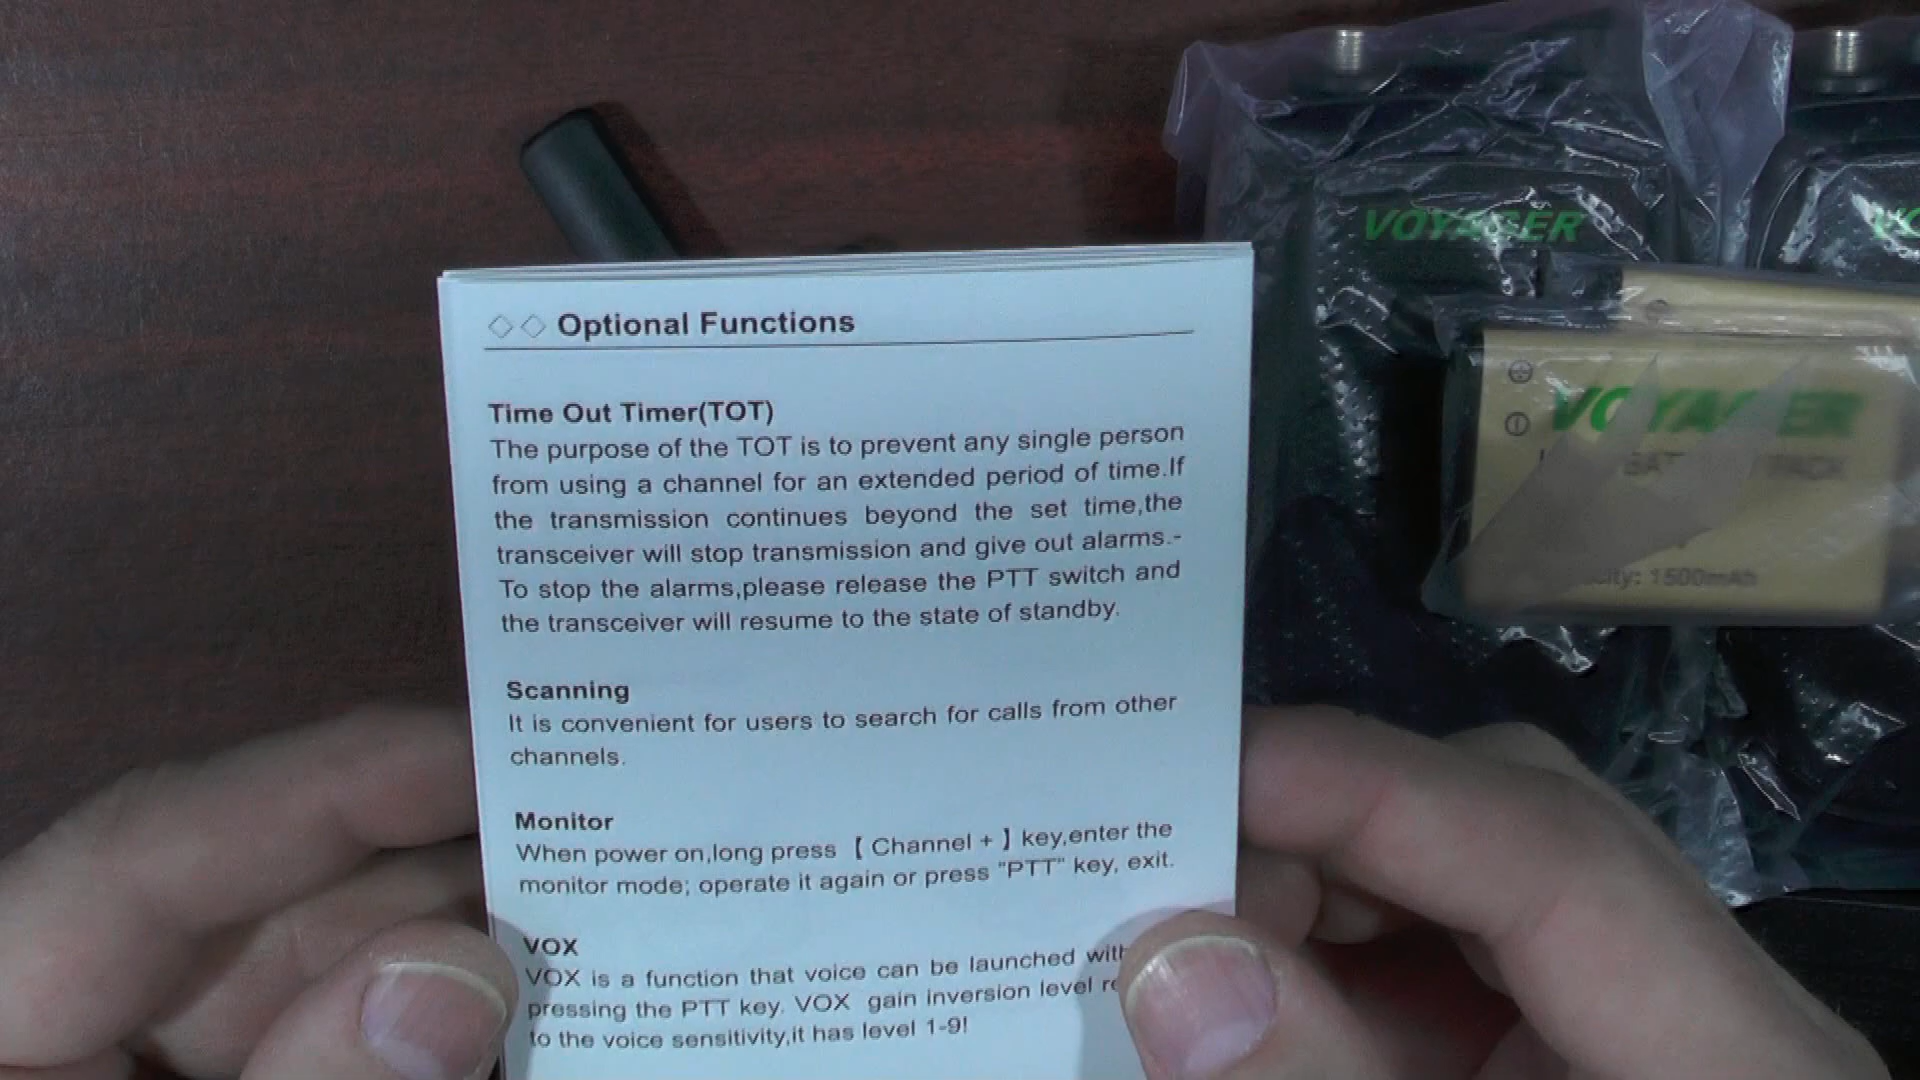 ◇◇ Optional Functions
Time Out Timer(TOT)
The purpose of the TOT is to prevent any single person
from using a channel for an extended period of time.If
the transmission continues beyond the set time,the
transceiver will stop transmission and give out alarms.-
To stop the alarms,please release the PTT switch and
the transceiver will resume to the state of standby.
Scanning
It is convenient for users to search for calls from other
channels.
Monitor
When power on,long press 【 Channel + 】 key,enter the
monitor mode; operate it again or press "PTT" key, exit.
VOX
VOX is a function that voice can be launched
pressing the PTT key. VOX gain inversion level
to the voice sensitivity,it has level 1-9!
VOYAGER
VOYAGER
PACK
1500mAh